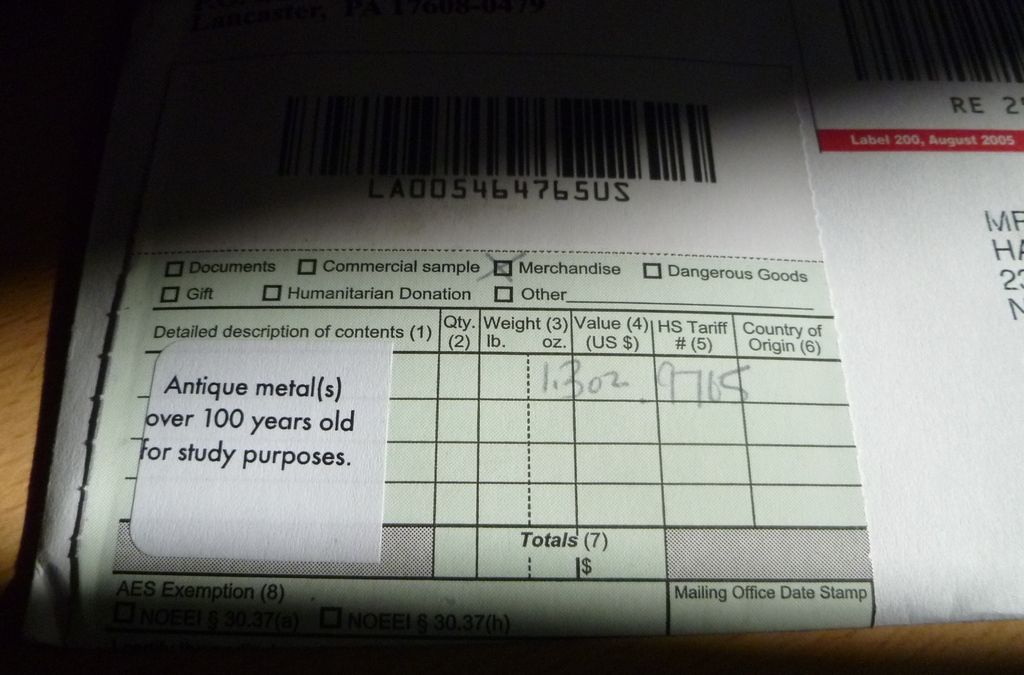 Lancaster, PA 17608-0479
RE 2
Label 200, August 2005
LA005464765US
MR
HA
23
N
Documents Commercial sample Merchandise Dangerous Goods
Gift Humanitarian Donation Other
Detailed description of contents (1) Qty. (2) Weight (3) lb. oz. Value (4) (US $) HS Tariff # (5) Country of Origin (6)
Antique metal(s)
over 100 years old
for study purposes.
1.3oz 9705
Totals (7)
$
AES Exemption (8)
NOEEI § 30.37(a) NOEEI § 30.37(h)
Mailing Office Date Stamp